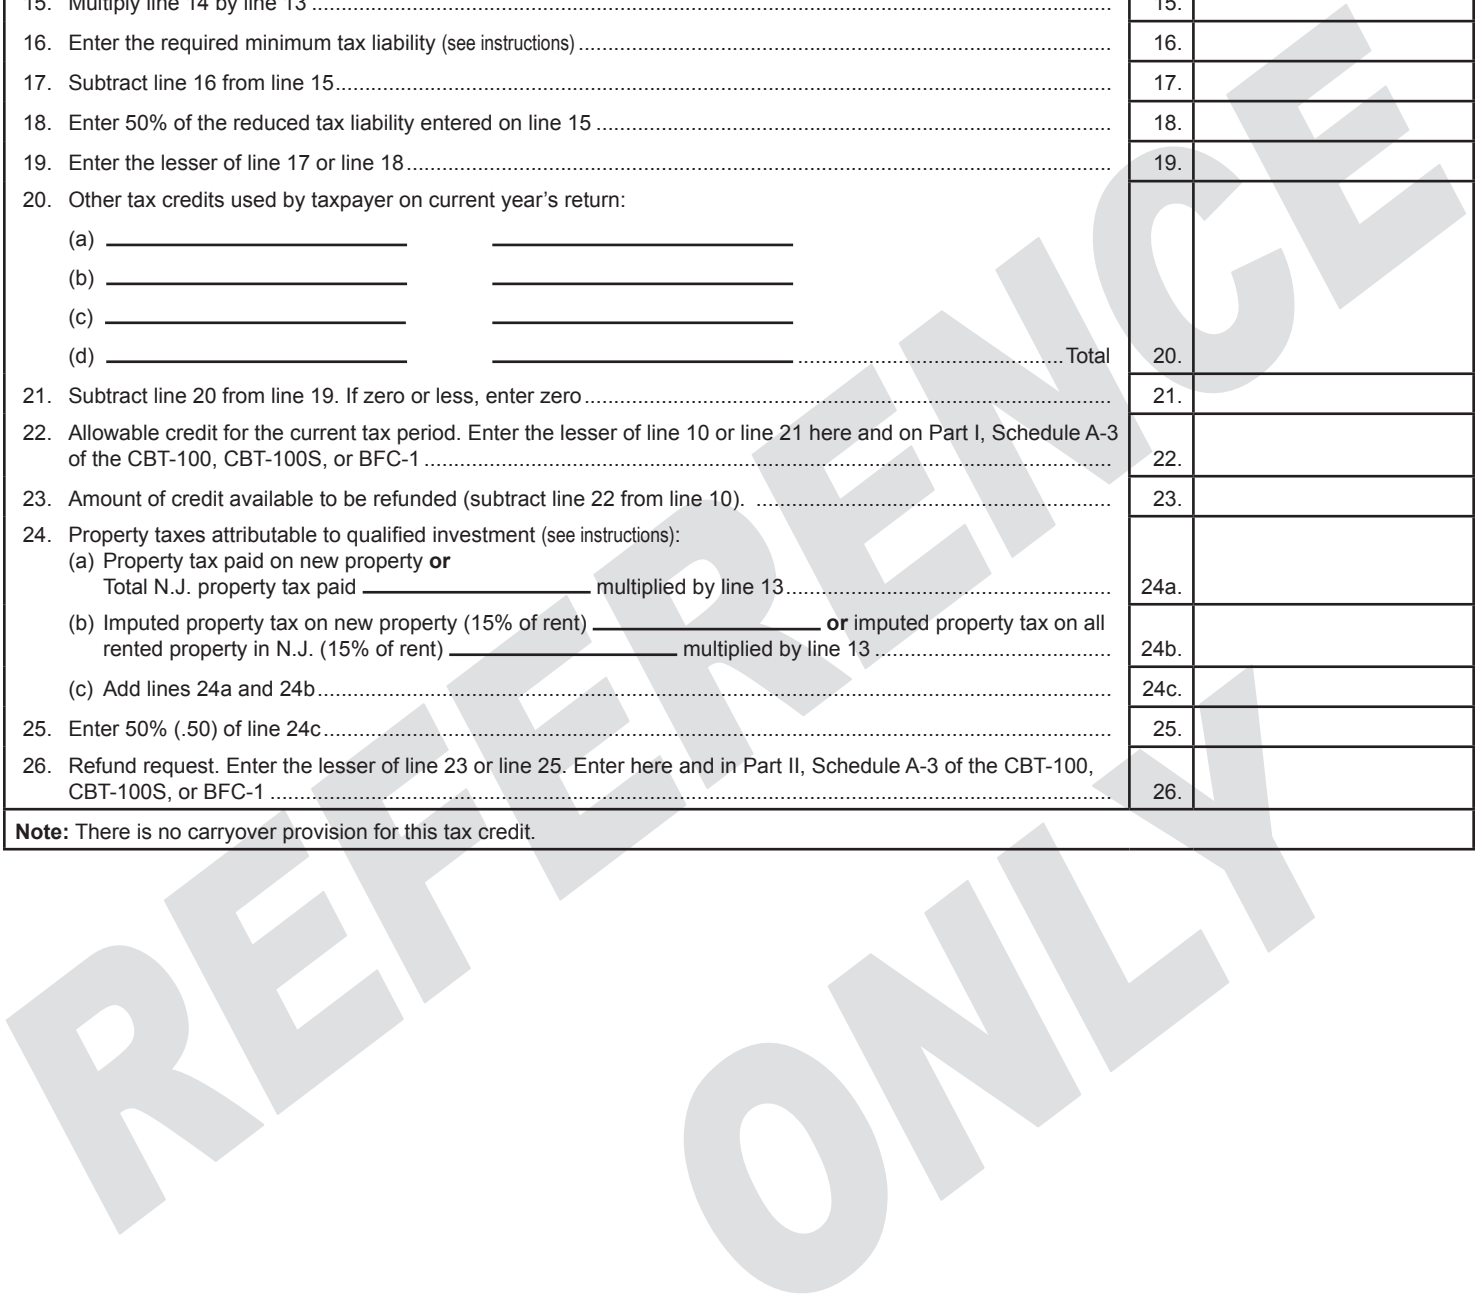 15. Multiply line 14 by line 13 ........ 15.
16. Enter the required minimum tax liability (see instructions) ........ 16.
17. Subtract line 16 from line 15........ 17.
18. Enter 50% of the reduced tax liability entered on line 15 ........ 18.
19. Enter the lesser of line 17 or line 18........ 19.
20. Other tax credits used by taxpayer on current year’s return:
(a)
(b)
(c)
(d) ........Total 20.
21. Subtract line 20 from line 19. If zero or less, enter zero........ 21.
22. Allowable credit for the current tax period. Enter the lesser of line 10 or line 21 here and on Part I, Schedule A-3
of the CBT-100, CBT-100S, or BFC-1 ........ 22.
23. Amount of credit available to be refunded (subtract line 22 from line 10). ........ 23.
24. Property taxes attributable to qualified investment (see instructions):
(a) Property tax paid on new property or
Total N.J. property tax paid ________ multiplied by line 13........ 24a.
(b) Imputed property tax on new property (15% of rent) ________ or imputed property tax on all
rented property in N.J. (15% of rent) ________ multiplied by line 13 ........ 24b.
(c) Add lines 24a and 24b........ 24c.
25. Enter 50% (.50) of line 24c........ 25.
26. Refund request. Enter the lesser of line 23 or line 25. Enter here and in Part II, Schedule A-3 of the CBT-100,
CBT-100S, or BFC-1 ........ 26.
Note: There is no carryover provision for this tax credit.
REFERENCE
ONLY